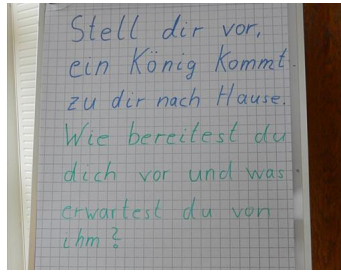 Stell dir vor,
ein König kommt
zu dir nach Hause.
Wie bereitest du
dich vor und was
erwartest du von
ihm?